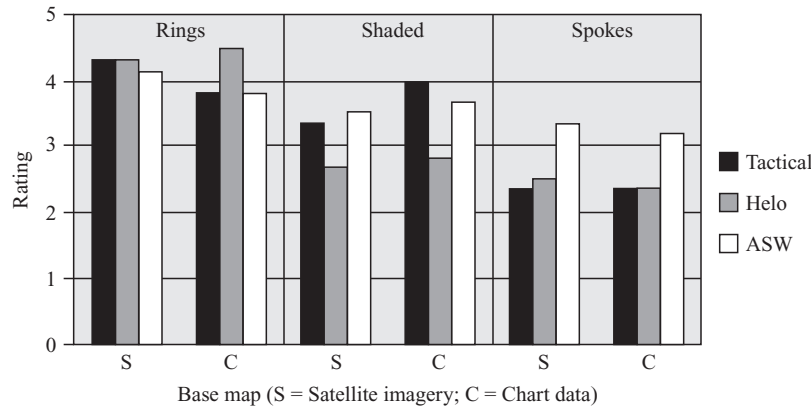 5
Rings
Shaded
Spokes
4
3
2
1
0
Rating
Tactical
Helo
ASW
S
C
S
C
S
C
Base map (S = Satellite imagery; C = Chart data)